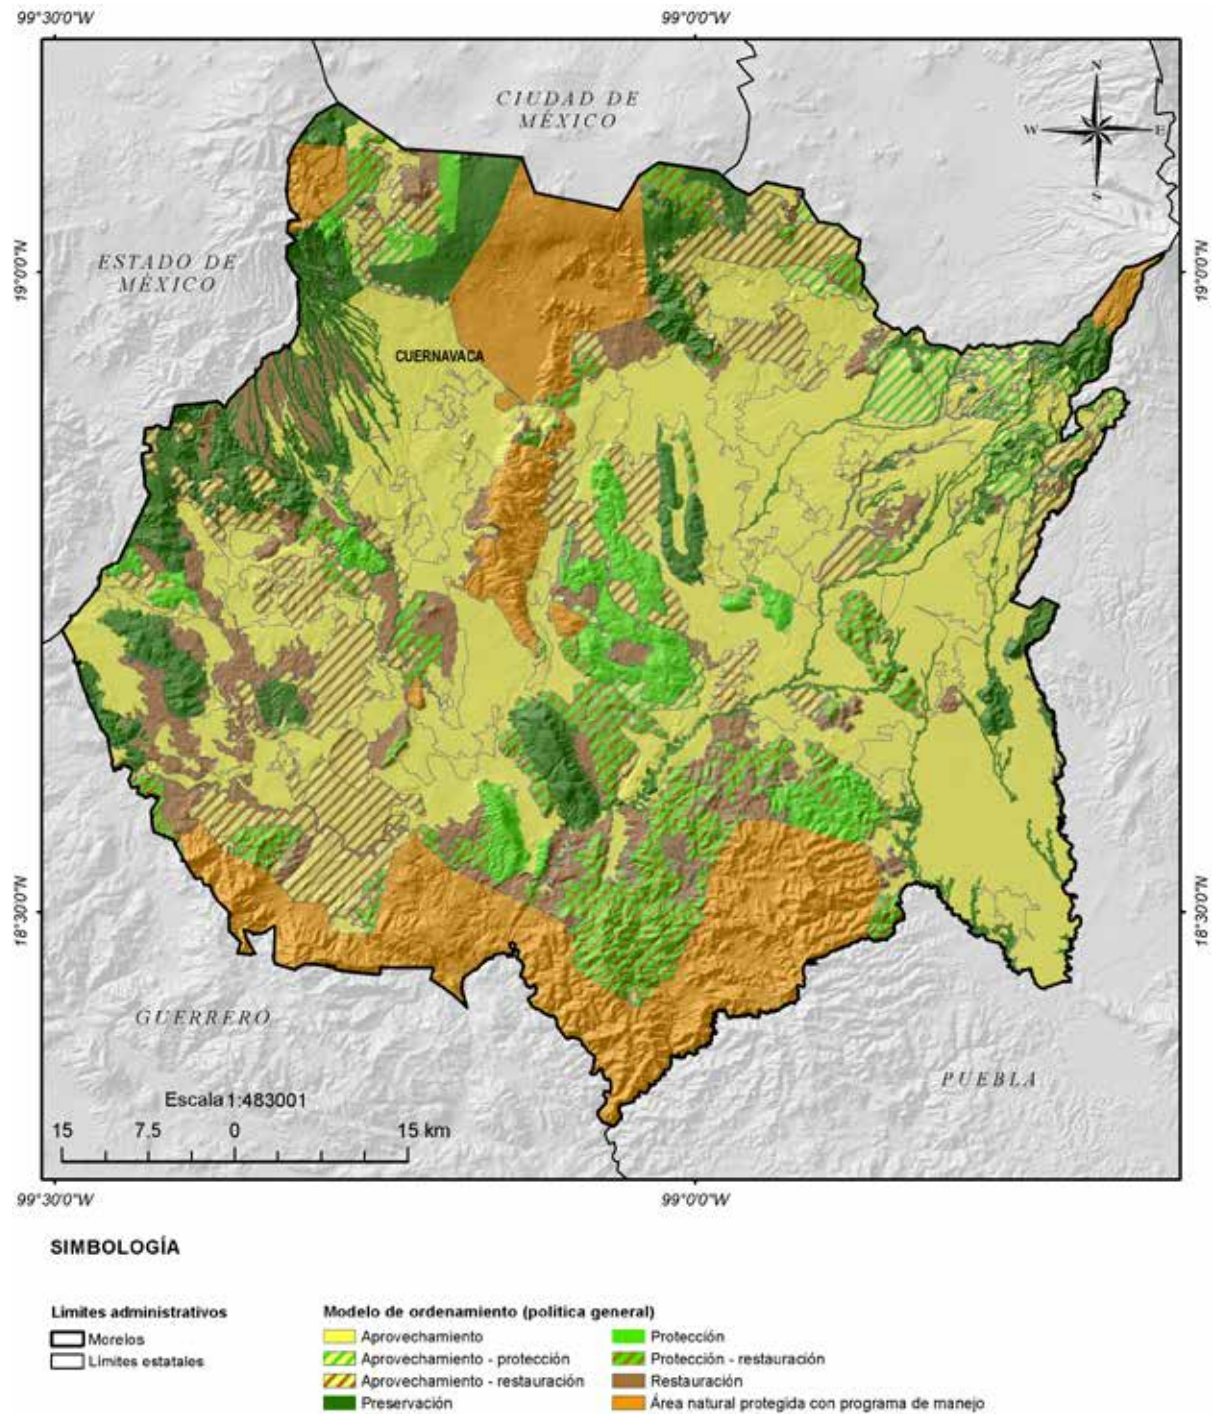 99°30'0"W 99°0'0"W
N
W E
S
CIUDAD DE
MÉXICO
ESTADO DE
MÉXICO
19°0'0"N 19°0'0"N
CUERNAVACA
18°30'0"N 18°30'0"N
GUERRERO
PUEBLA
Escala 1:483001
15 7.5 0 15 km
99°30'0"W 99°0'0"W
SIMBOLOGÍA
Límites administrativos
Morelos
Límites estatales
Modelo de ordenamiento (política general)
Aprovechamiento
Aprovechamiento - protección
Aprovechamiento - restauración
Preservación
Protección
Protección - restauración
Restauración
Área natural protegida con programa de manejo